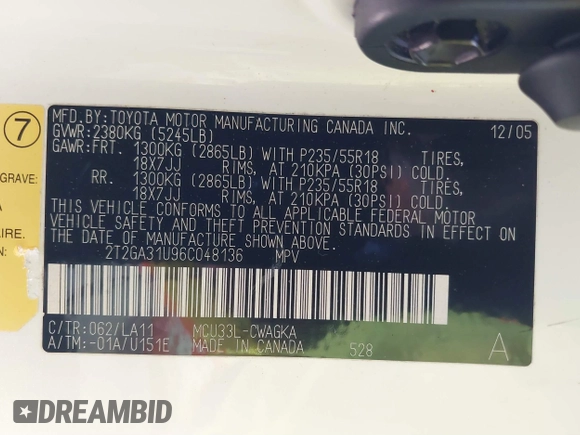 7
GRAVE:
A
AIRE.
MFD.BY:TOYOTA MOTOR MANUFACTURING CANADA INC. 12/05
GVWR:2380KG (5245LB)
GAWR:FRT. 1300KG (2865LB) WITH P235/55R18 TIRES,
18X7JJ RIMS, AT 210KPA (30PSI) COLD.
RR. 1300KG (2865LB) WITH P235/55R18 TIRES,
18X7JJ RIMS, AT 210KPA (30PSI) COLD.
THIS VEHICLE CONFORMS TO ALL APPLICABLE FEDERAL MOTOR
VEHICLE SAFETY AND THEFT PREVENTION STANDARDS IN EFFECT ON
THE DATE OF MANUFACTURE SHOWN ABOVE.
2T2GA31U96C048136 MPV
C/TR:062/LA11 MCU33L-CWAGKA
A/TM:-01A/U151E MADE IN CANADA 528 A
DREAMBID